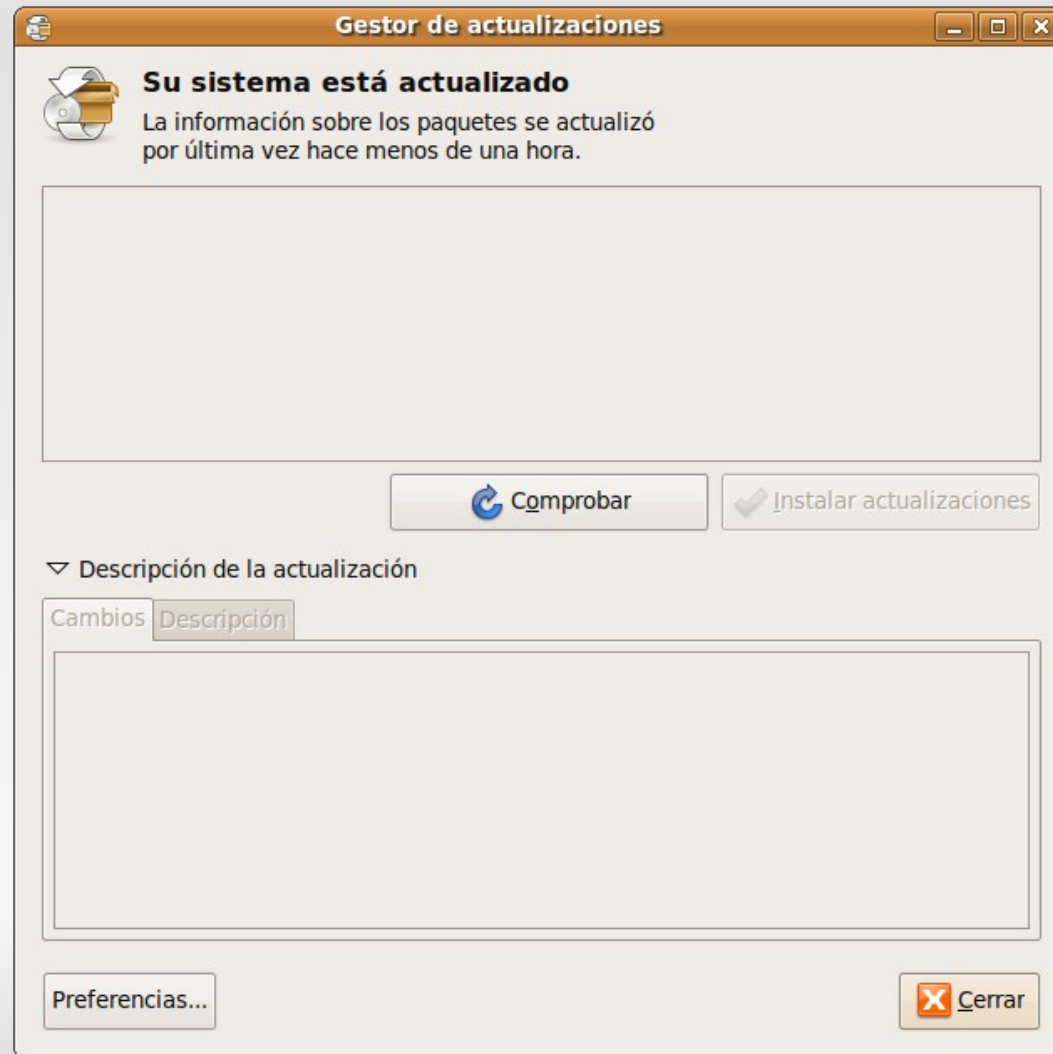 Gestor de actualizaciones
Su sistema está actualizado
La información sobre los paquetes se actualizó
por última vez hace menos de una hora.
Comprobar
Instalar actualizaciones
Descripción de la actualización
Cambios
Descripción
Preferencias...
Cerrar